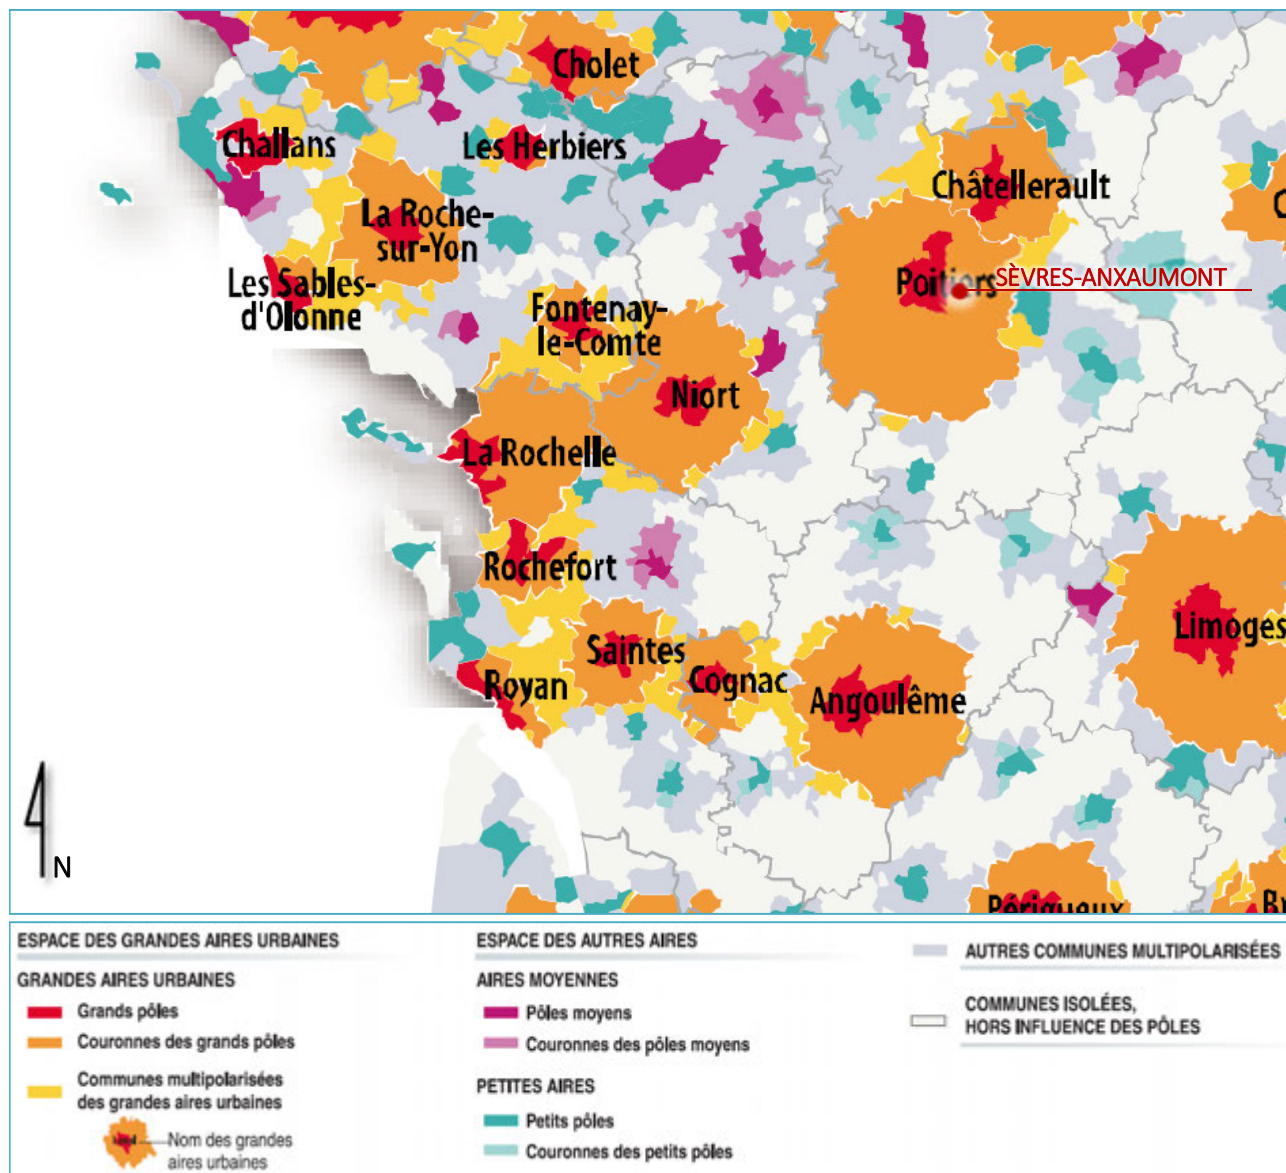 Cholet
Challans
Les Herbiers
Châtellerault
La Roche-
sur-Yon
Poitiers
SÈVRES-ANXAUMONT
Les Sables-
d'Olonne
Fontenay-
le-Comte
Niort
La Rochelle
Rochefort
Saintes
Limoges
Royan
Cognac
Angoulême
N
Périgueux
ESPACE DES GRANDES AIRES URBAINES
GRANDES AIRES URBAINES
Grands pôles
Couronnes des grands pôles
Communes multipolarisées
des grandes aires urbaines
Nom des grandes
aires urbaines
ESPACE DES AUTRES AIRES
AIRES MOYENNES
Pôles moyens
Couronnes des pôles moyens
PETITES AIRES
Petits pôles
Couronnes des petits pôles
AUTRES COMMUNES MULTIPOLARISÉES
COMMUNES ISOLÉES,
HORS INFLUENCE DES PÔLES